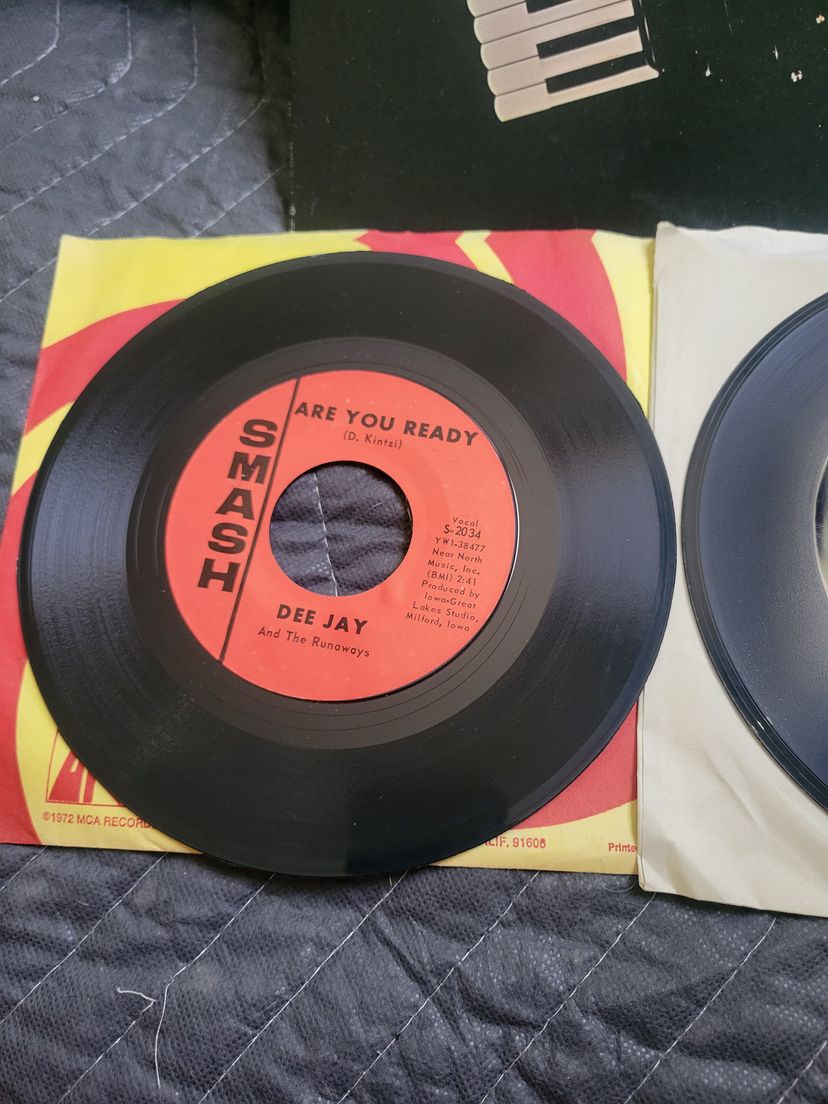 SMASH
ARE YOU READY
(D. Kintzi)
Vocal
S-2034
YW1-38477
Near North
Music, Inc.
(BMI) 2:41
Produced by
Iowa-Great
Lakes Studio,
Milford, Iowa
DEE JAY
And The Runaways
©1972 MCA RECORD
ALIF. 91608
Printe